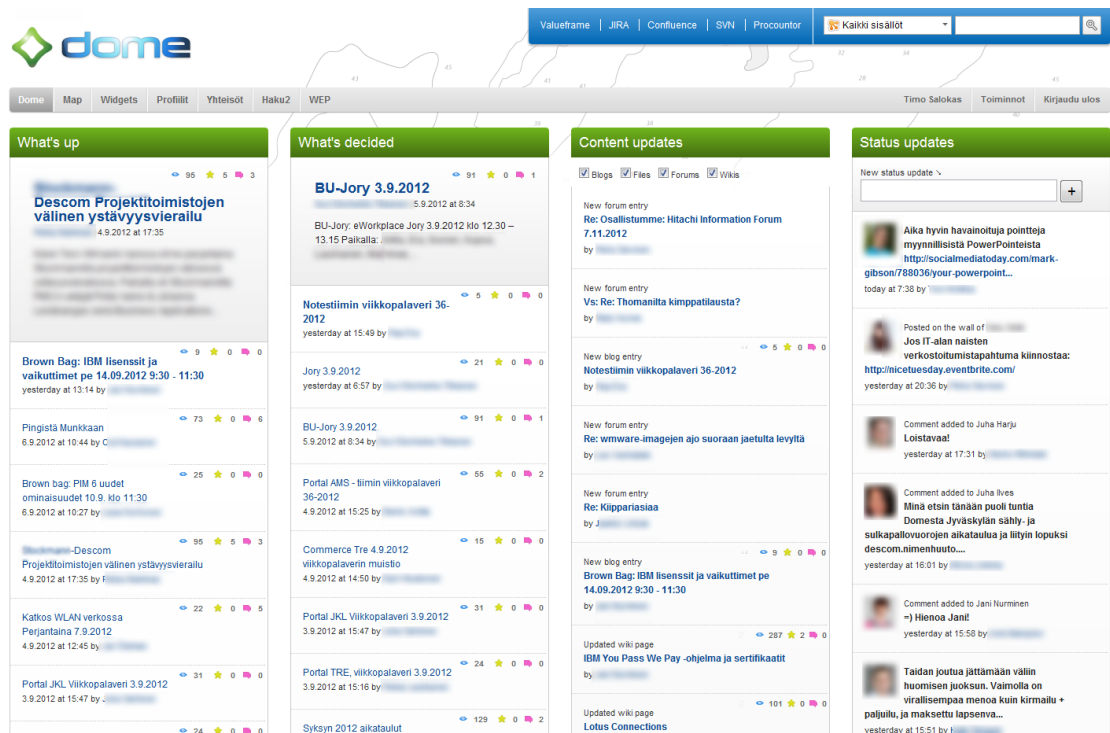 dome
Valueframe JIRA Confluence SVN Procountor Kaikki sisällöt
Dome Map Widgets Profiilit Yhteisöt Haku2 WEP Timo Salokas Toiminnot Kirjaudu ulos
What's up
95 5 3
Descom Projektitoimistojen
välinen ystävyysvierailu
4.9.2012 at 17:35
9 0 0
Brown Bag: IBM lisenssit ja
vaikuttimet pe 14.09.2012 9:30 - 11:30
yesterday at 13:14 by
73 0 6
Pingistä Munkkaan
6.9.2012 at 10:44 by
25 0 0
Brown bag: PIM 6 uudet
ominaisuudet 10.9. klo 11:30
6.9.2012 at 10:27 by
95 5 3
-Descom
Projektitoimistojen välinen ystävyysvierailu
4.9.2012 at 17:35 by
22 0 5
Katkos WLAN verkossa
Perjantaina 7.9.2012
4.9.2012 at 12:45 by
31 0 0
Portal JKL Viikkopalaveri 3.9.2012
3.9.2012 at 15:47 by
24 0 0
What's decided
91 0 1
BU-Jory 3.9.2012
5.9.2012 at 8:34
BU-Jory: eWorkplace Jory 3.9.2012 klo 12.30 –
13.15 Paikalla:
5 0 0
Notestiimin viikkopalaveri 36-
2012
yesterday at 15:49 by
21 0 0
Jory 3.9.2012
yesterday at 6:57 by
91 0 1
BU-Jory 3.9.2012
5.9.2012 at 8:34 by
55 0 2
Portal AMS - tiimin viikkopalaveri
36-2012
4.9.2012 at 15:25 by
15 0 0
Commerce Tre 4.9.2012
viikkopalaverin muistio
4.9.2012 at 14:50 by
31 0 0
Portal JKL Viikkopalaveri 3.9.2012
3.9.2012 at 15:47 by
24 0 0
Portal TRE, viikkopalaveri 3.9.2012
3.9.2012 at 15:16 by
129 0 2
Syksyn 2012 aikataulut
Content updates
Blogs Files Forums Wikis
New forum entry
Re: Osallistumme: Hitachi Information Forum
7.11.2012
by
New forum entry
Vs: Re: Thomanilta kimppatilausta?
by
5 0 0
New blog entry
Notestiimin viikkopalaveri 36-2012
by
New forum entry
Re: wmware-imagejen ajo suoraan jaetulta levyltä
by
New forum entry
Re: Kiippariasiaa
by
9 0 0
New blog entry
Brown Bag: IBM lisenssit ja vaikuttimet pe
14.09.2012 9:30 - 11:30
by
287 2 0
Updated wiki page
IBM You Pass We Pay -ohjelma ja sertifikaatit
by
101 0 0
Updated wiki page
Lotus Connections
Status updates
New status update
+
Aika hyvin havainoituja pointteja
myynnillisistä PowerPointeista
http://socialmediatoday.com/mark-
gibson/788036/your-powerpoint...
today at 7:38 by
Posted on the wall of
Jos IT-alan naisten
verkostoitumistapahtuma kiinnostaa:
http://nicetuesday.eventbrite.com/
yesterday at 20:36 by
Comment added to Juha Harju
Loistavaa!
yesterday at 17:31 by
Comment added to Juha Ilves
Minä etsin tänään puoli tuntia
Domesta Jyväskylän sähly- ja
sulkapallovuorojen aikataulua ja liityin lopuksi
descom.nimenhuuto....
yesterday at 16:01 by
Comment added to Jani Nurminen
=) Hienoa Jani!
yesterday at 15:58 by
Taidan joutua jättämään väliin
huomisen juoksun. Vaimolla on
virallisempaa menoa kuin kirmailu +
paljuilu, ja maksettu lapsenva...
yesterday at 15:51 by